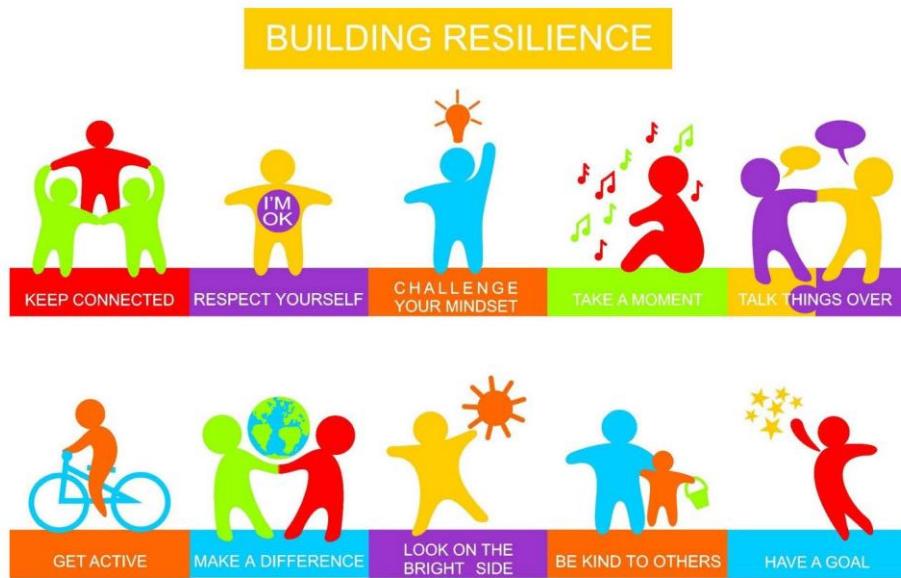 BUILDING RESILIENCE
I'M
OK
KEEP CONNECTED
RESPECT YOURSELF
CHALLENGE
YOUR MINDSET
TAKE A MOMENT
TALK THINGS OVER
GET ACTIVE
MAKE A DIFFERENCE
LOOK ON THE
BRIGHT SIDE
BE KIND TO OTHERS
HAVE A GOAL